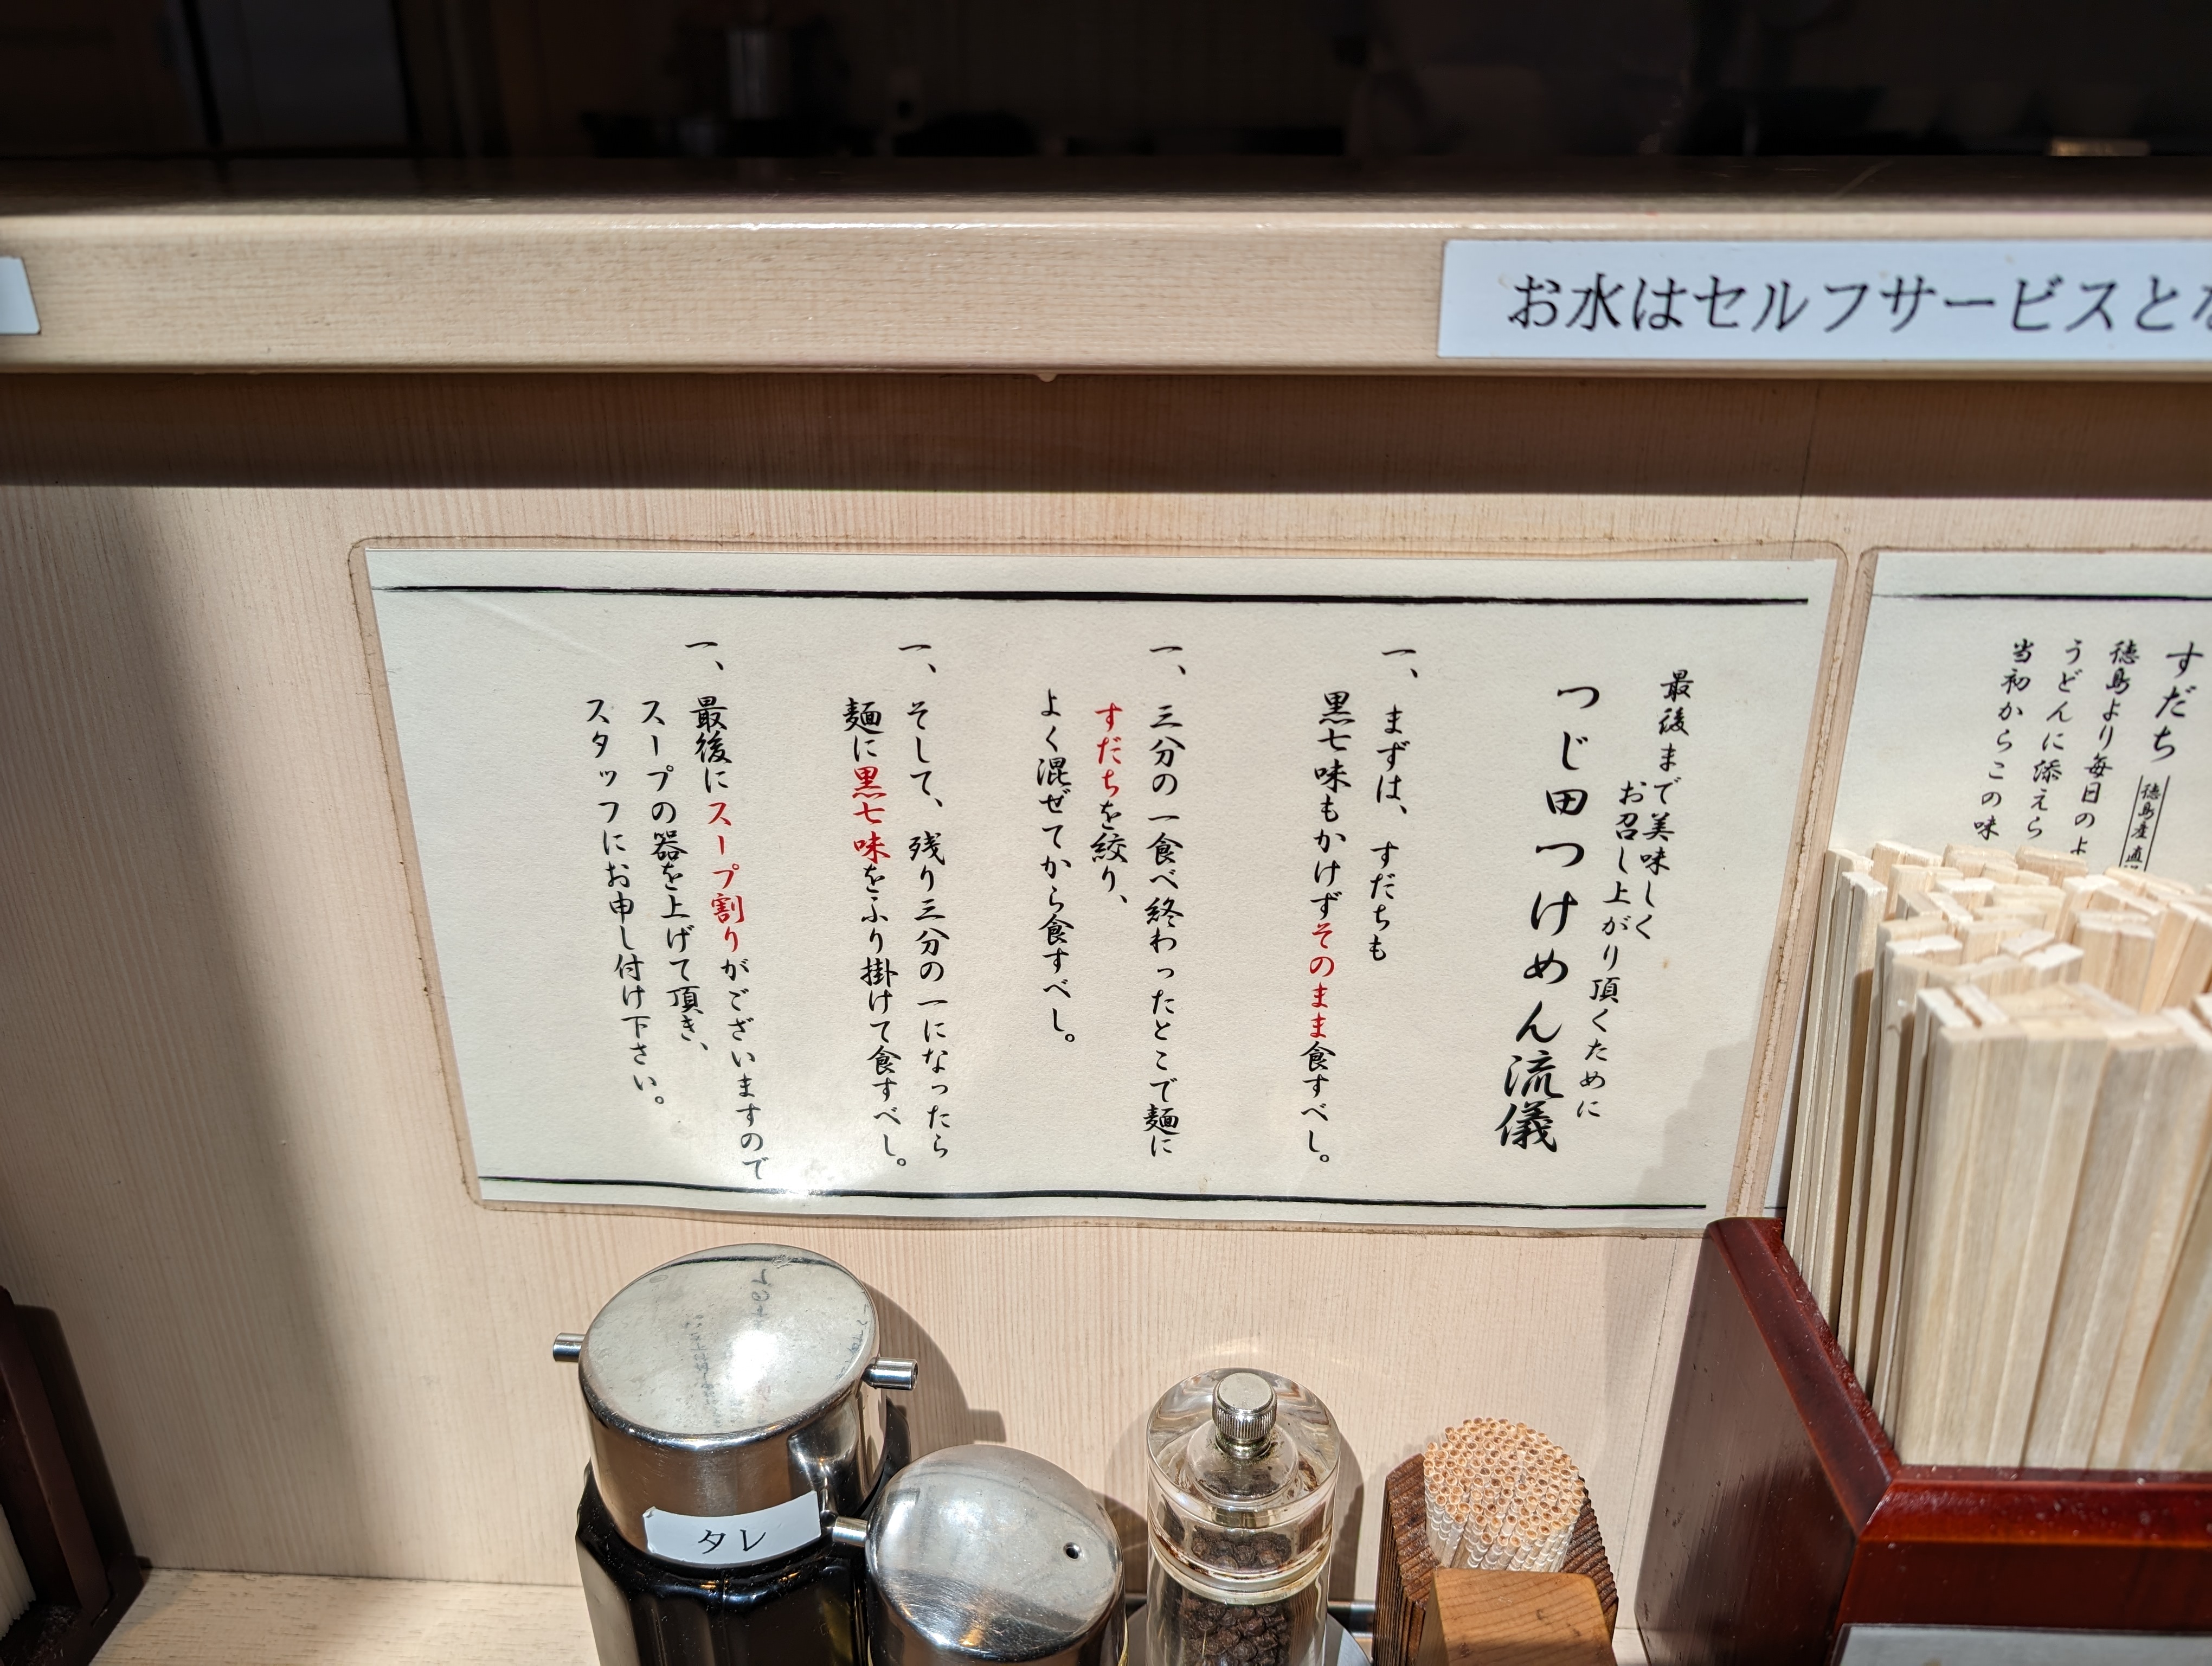 お水はセルフサービスとな
最後まで美味しく
お召し上がり頂くために
つじ田つけめん流儀
一、まずは、すだちも
黒七味もかけずそのまま食すべし。
一、三分の一食べ終わったとこで麺に
すだちを絞り、
よく混ぜてから食すべし。
一、そして、残り三分の一になったら
麺に黒七味をふり掛けて食すべし。
一、最後にスープ割りがございますので
スープの器を上げて頂き、
スタッフにお申し付け下さい。
すだち
徳島産 直
徳島より毎日のよ
うどんに添えら
当初からこの味
タレ